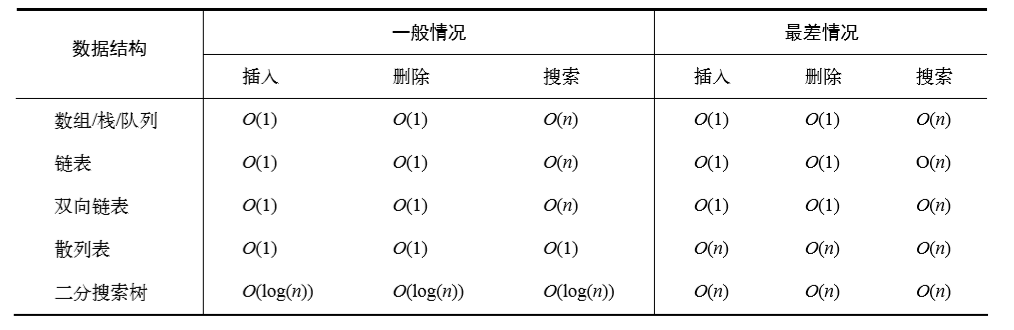 数据结构 一般情况 最差情况
插入 删除 搜索 插入 删除 搜索
数组/栈/队列 O(1) O(1) O(n) O(1) O(1) O(n)
链表 O(1) O(1) O(n) O(1) O(1) O(n)
双向链表 O(1) O(1) O(n) O(1) O(1) O(n)
散列表 O(1) O(1) O(1) O(n) O(n) O(n)
二分搜索树 O(log(n)) O(log(n)) O(log(n)) O(n) O(n) O(n)